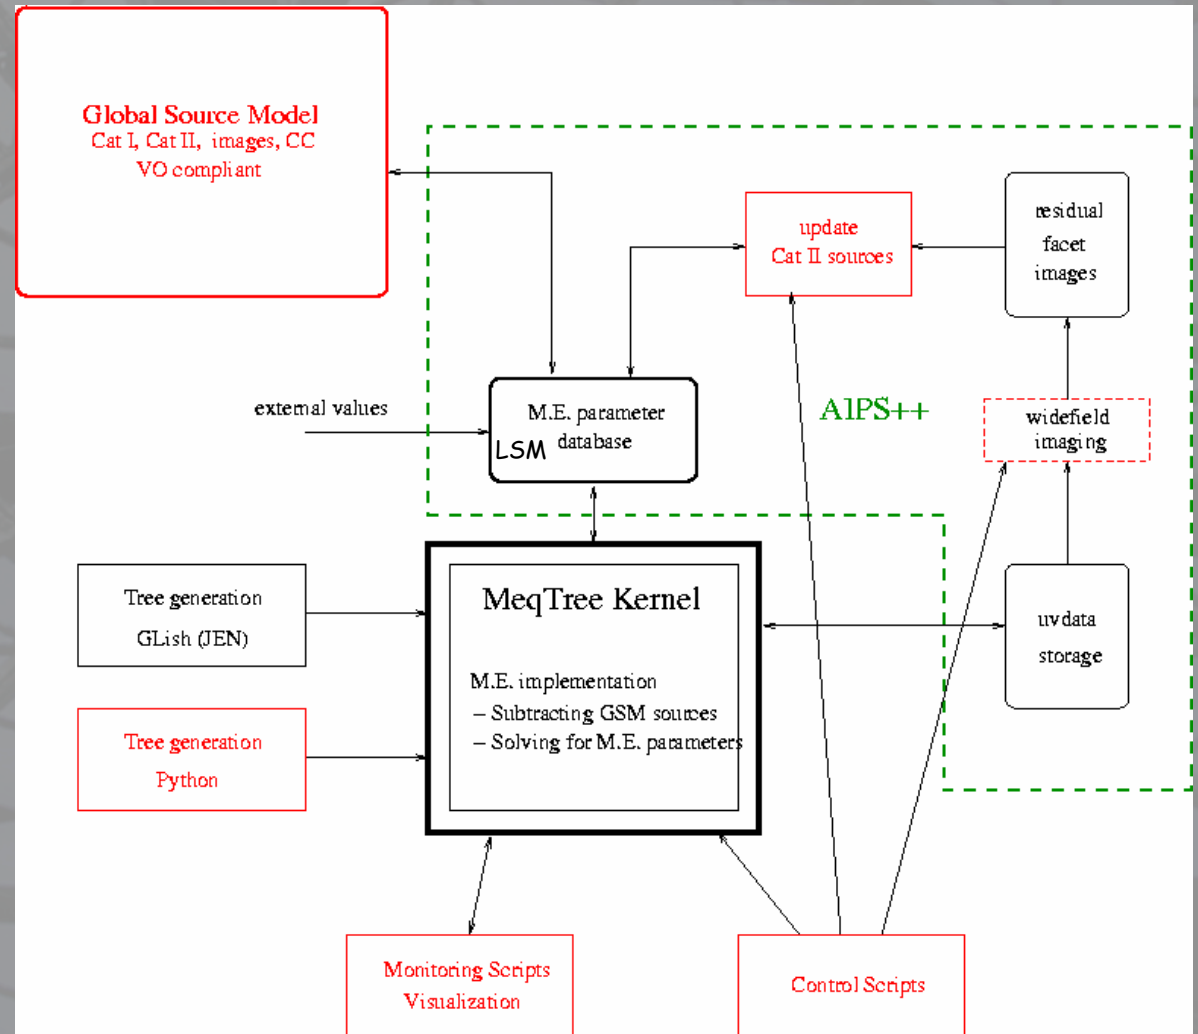 Global Source Model
Cat I, Cat II, images, CC
VO compliant
update
Cat II sources
residual
facet
images
external values
M.E. parameter
database
LSM
AIPS++
widefield
imaging
Tree generation
GLish (JEN)
MeqTree Kernel
M.E. implementation
– Subtracting GSM sources
– Solving for M.E. parameters
uvdata
storage
Tree generation
Python
Monitoring Scripts
Visualization
Control Scripts